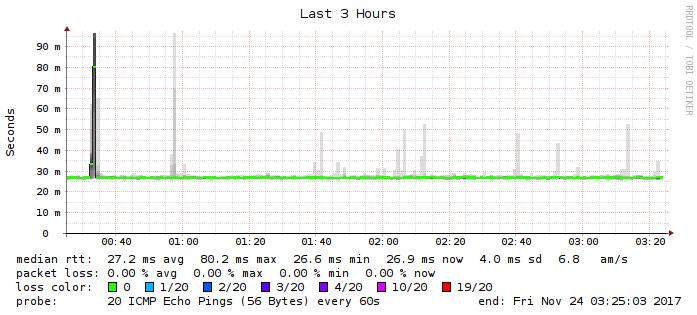 Last 3 Hours
RRDTOOL / TOBI OETIKER
Seconds
90 m
80 m
70 m
60 m
50 m
40 m
30 m
20 m
10 m
0
00:40 01:00 01:20 01:40 02:00 02:20 02:40 03:00 03:20
median rtt: 27.2 ms avg 80.2 ms max 26.6 ms min 26.9 ms now 4.0 ms sd 6.8 am/s
packet loss: 0.00 % avg 0.00 % max 0.00 % min 0.00 % now
loss color: 0 1/20 2/20 3/20 4/20 10/20 19/20
probe: 20 ICMP Echo Pings (56 Bytes) every 60s end: Fri Nov 24 03:25:03 2017